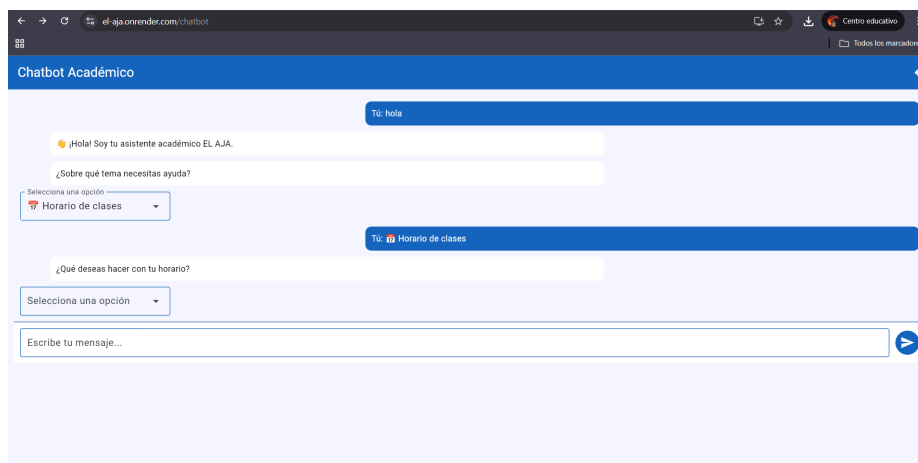 el-aja.onrender.com/chatbot
Centro educativo
Todos los marcadore
Chatbot Académico
Tú: hola
👋 ¡Hola! Soy tu asistente académico EL AJA.
¿Sobre qué tema necesitas ayuda?
Selecciona una opción
📅 Horario de clases
Tú: 📅 Horario de clases
¿Qué deseas hacer con tu horario?
Selecciona una opción
Escribe tu mensaje...